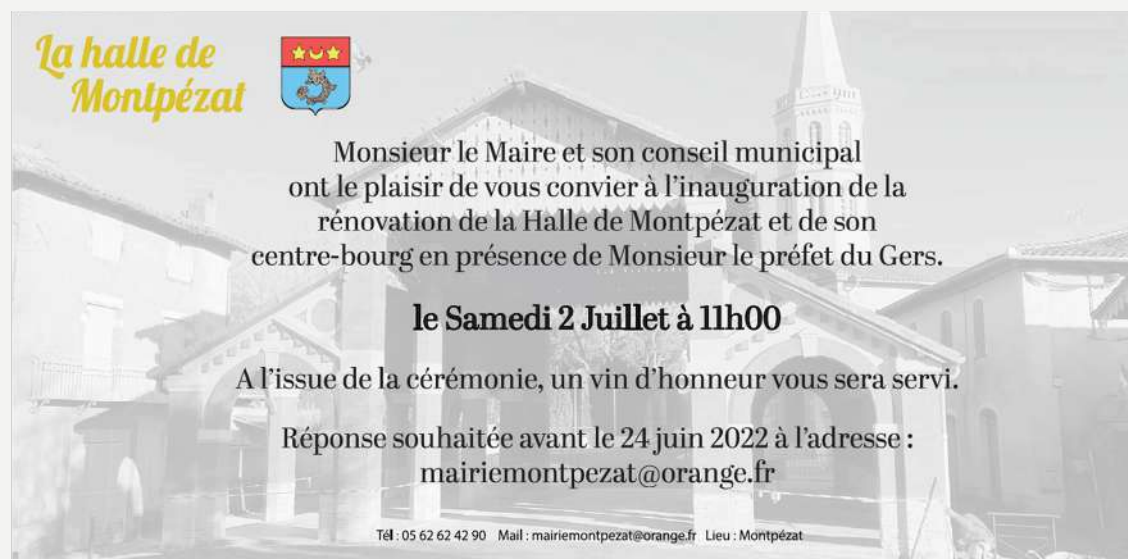 La halle de
Montpézat
Monsieur le Maire et son conseil municipal
ont le plaisir de vous convier à l'inauguration de la
rénovation de la Halle de Montpézat et de son
centre-bourg en présence de Monsieur le préfet du Gers.
le Samedi 2 Juillet à 11h00
A l'issue de la cérémonie, un vin d'honneur vous sera servi.
Réponse souhaitée avant le 24 juin 2022 à l'adresse :
mairiemontpezat@orange.fr
Tél : 05 62 62 42 90 Mail : mairiemontpezat@orange.fr Lieu : Montpézat